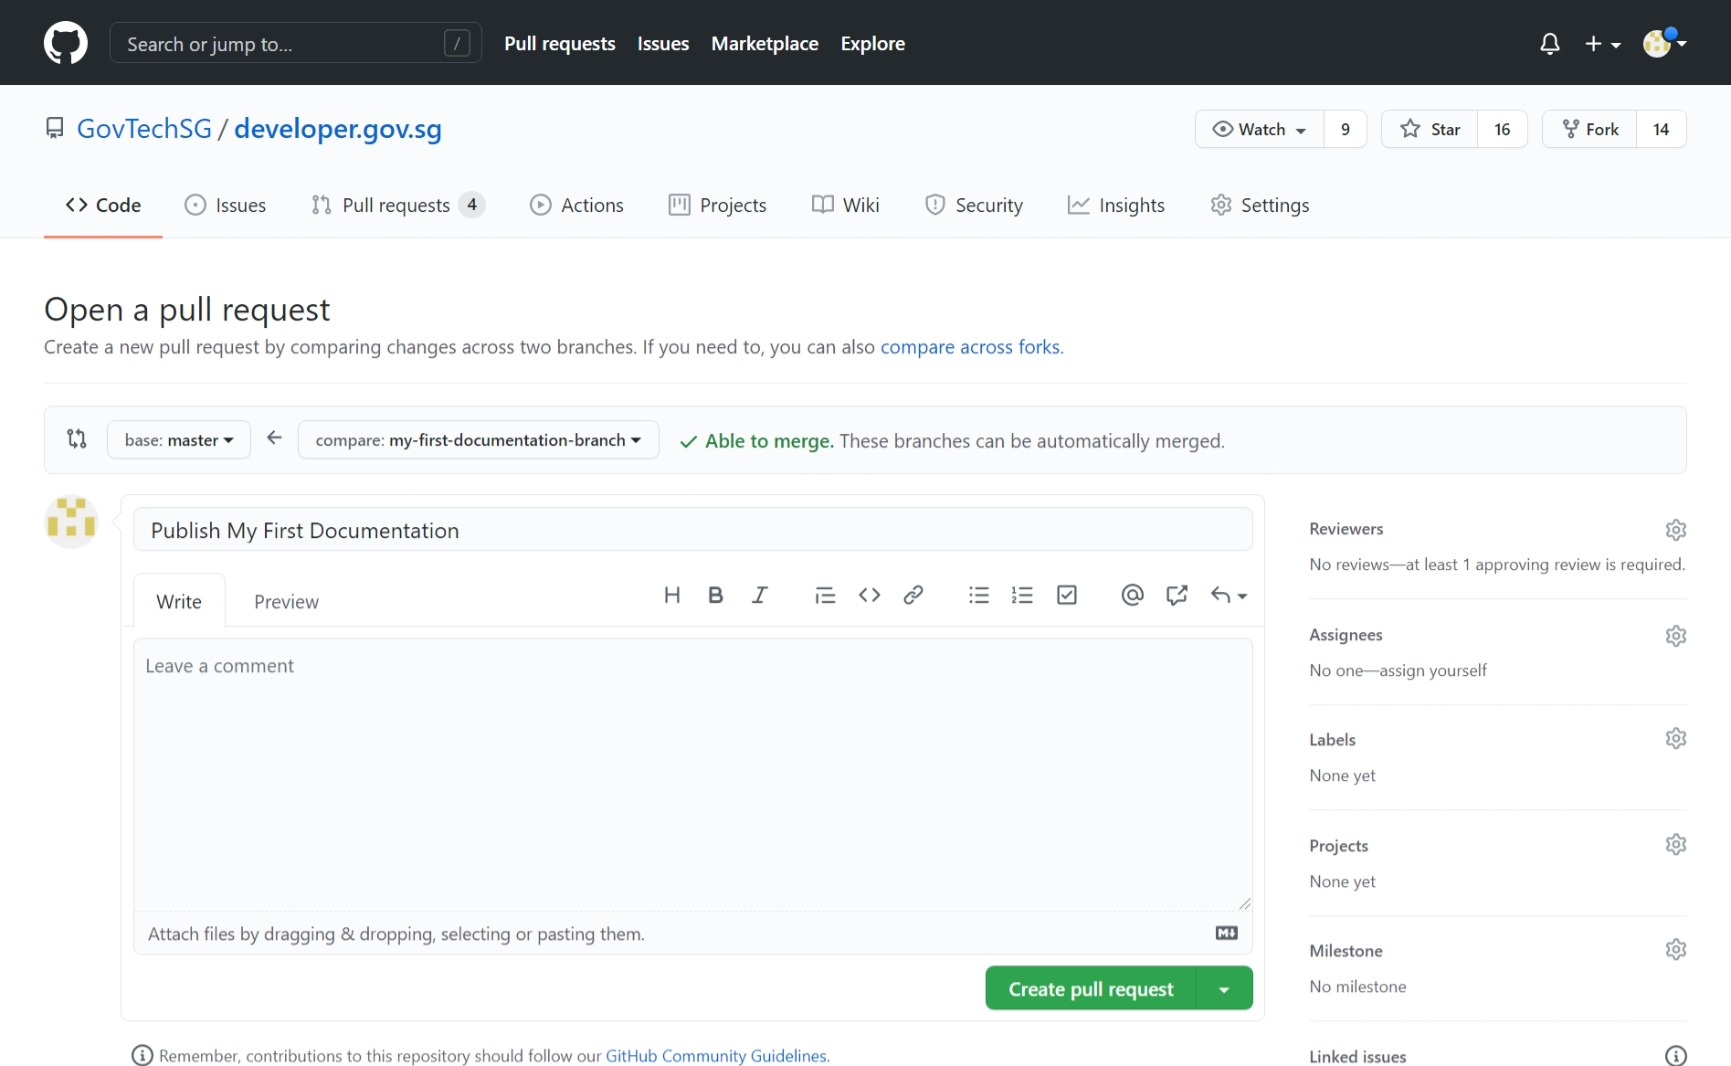 Search or jump to... /
Pull requests Issues Marketplace Explore
GovTechSG / developer.gov.sg
Watch 9 Star 16 Fork 14
Code Issues Pull requests 4 Actions Projects Wiki Security Insights Settings
Open a pull request
Create a new pull request by comparing changes across two branches. If you need to, you can also compare across forks.
base: master compare: my-first-documentation-branch Able to merge. These branches can be automatically merged.
Publish My First Documentation
Write Preview H B I @
Leave a comment
Attach files by dragging & dropping, selecting or pasting them. M
Create pull request
Remember, contributions to this repository should follow our GitHub Community Guidelines.
Reviewers
No reviews—at least 1 approving review is required.
Assignees
No one—assign yourself
Labels
None yet
Projects
None yet
Milestone
No milestone
Linked issues